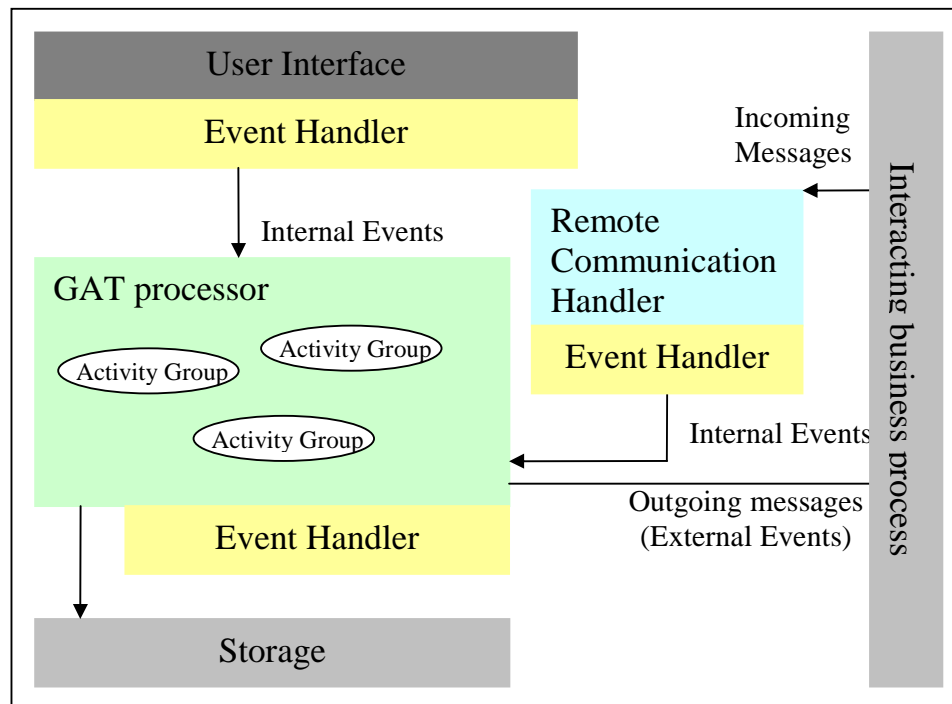 User Interface
Event Handler
Incoming
Messages
Internal Events
Remote
Communication
Handler
Event Handler
GAT processor
Activity Group
Activity Group
Activity Group
Internal Events
Outgoing messages
(External Events)
Event Handler
Storage
Interacting business process